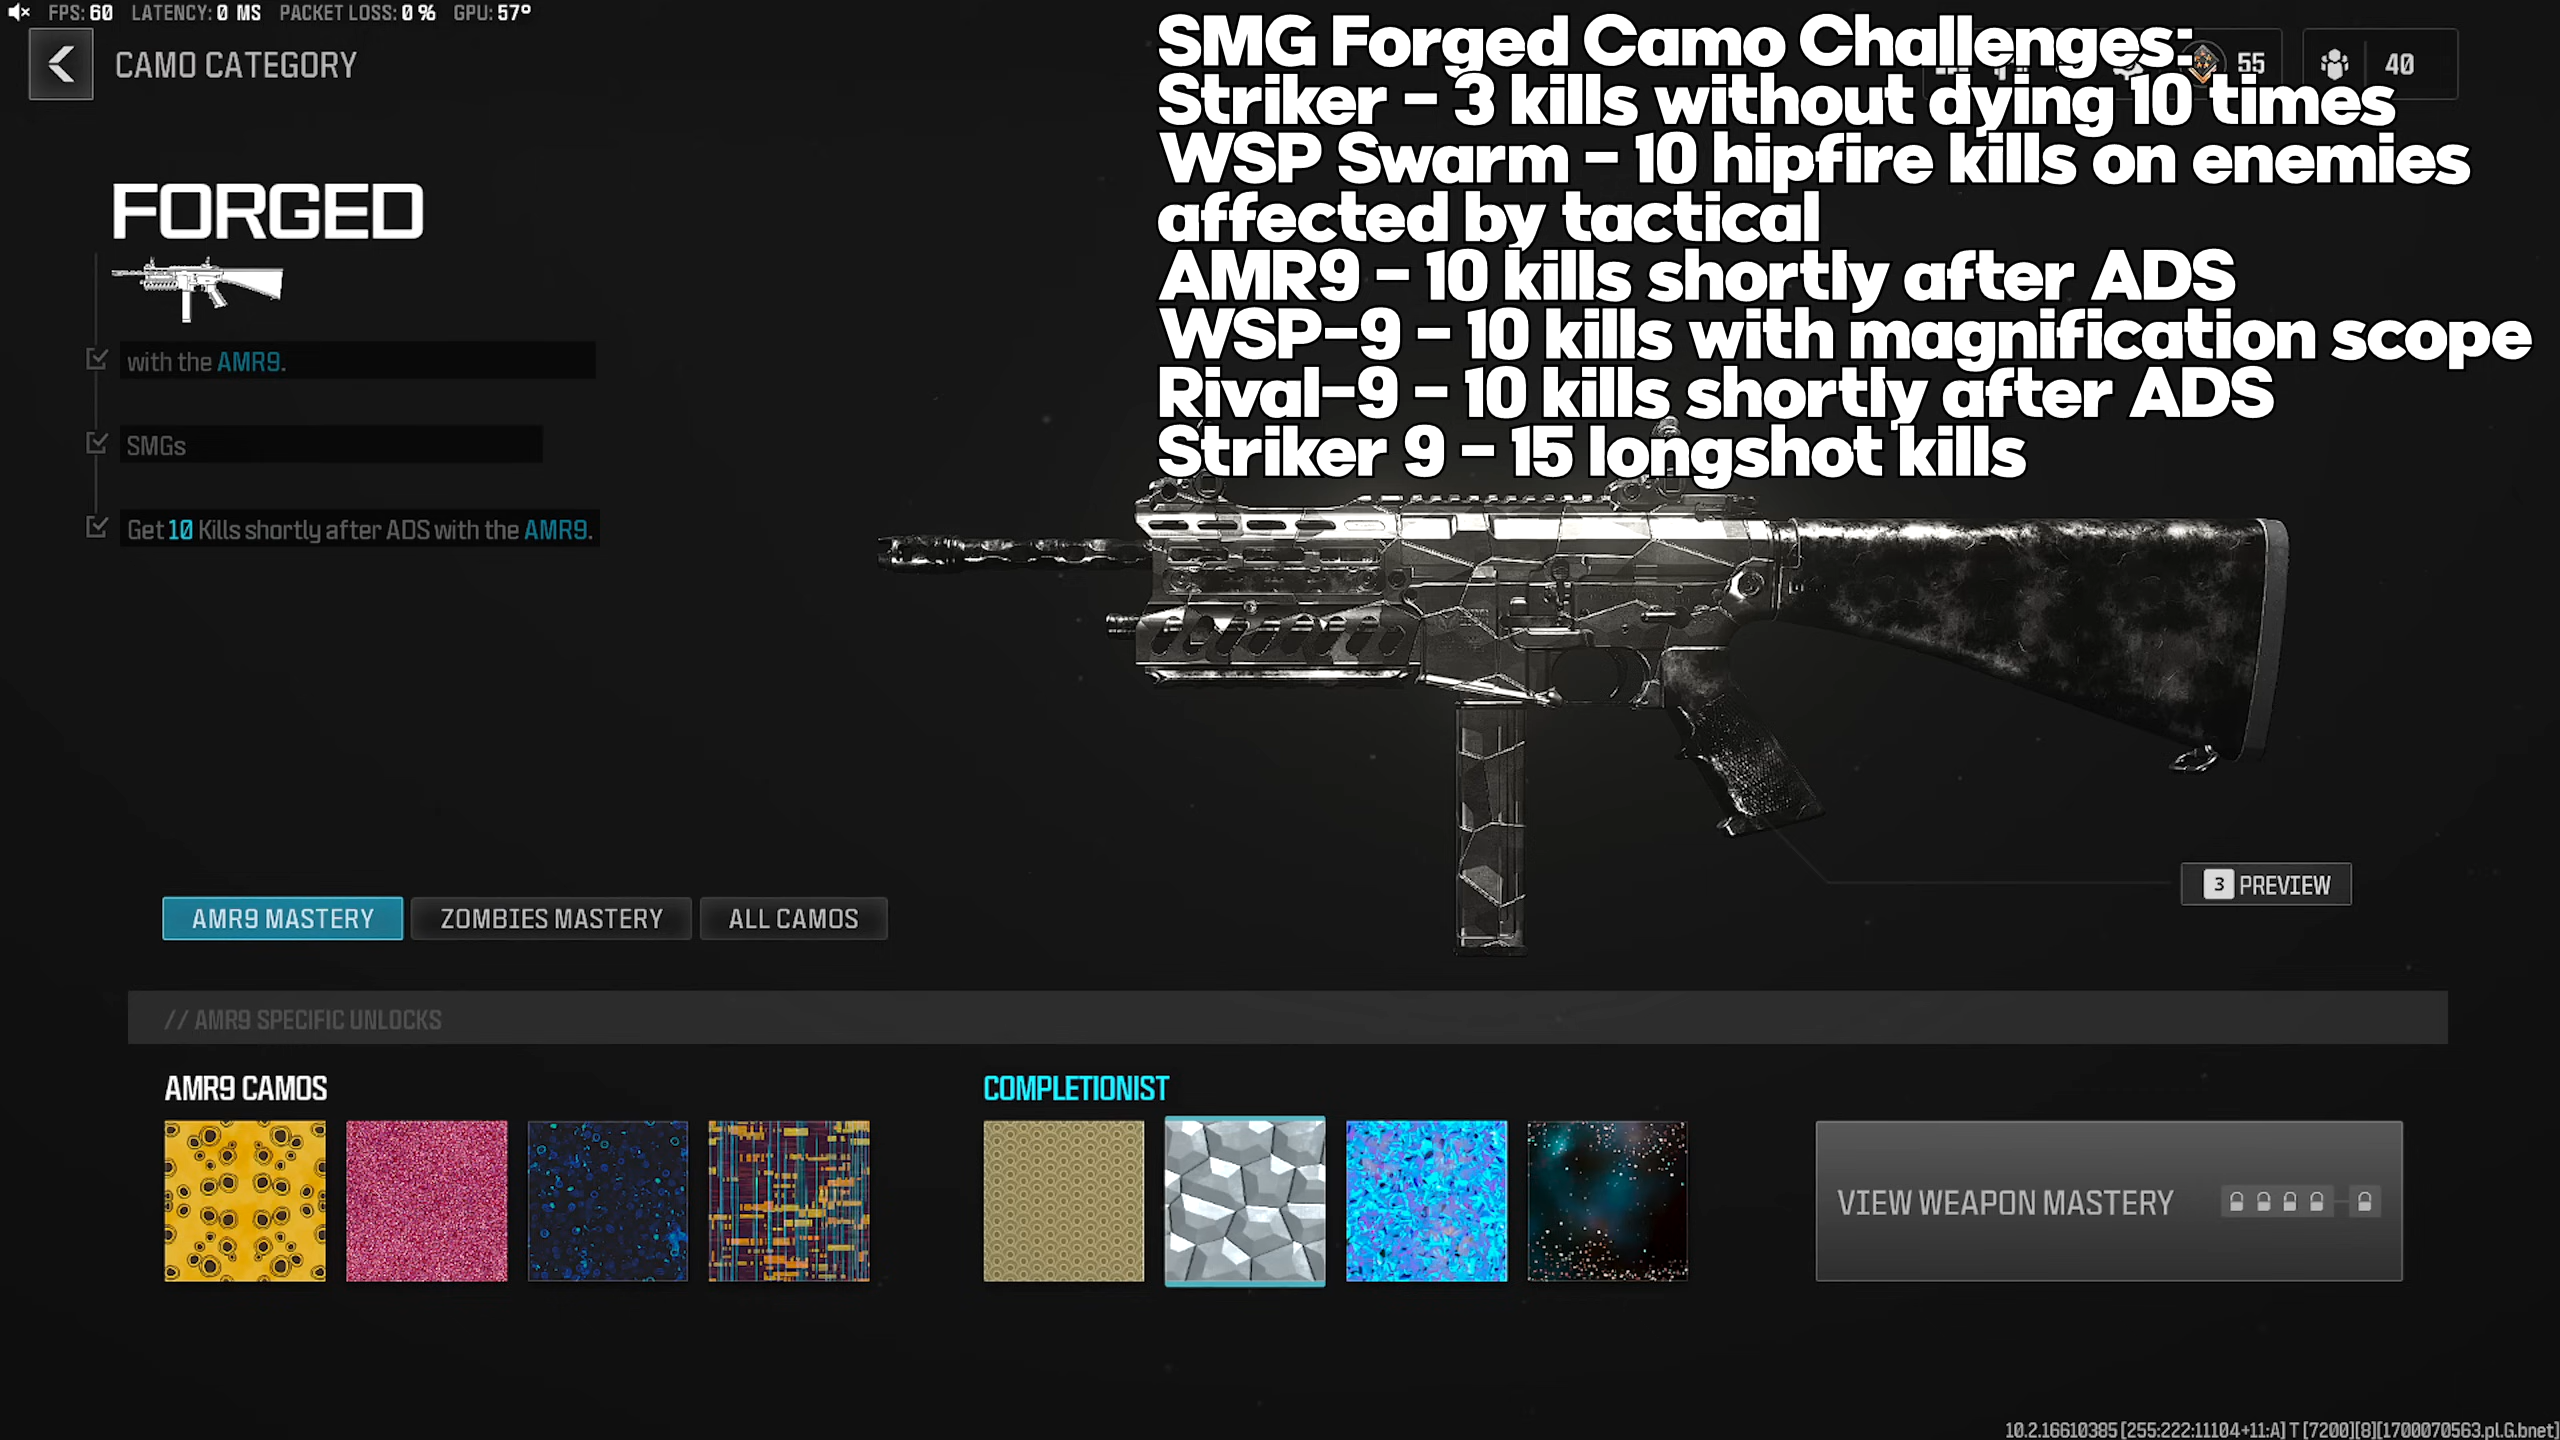 FPS: 60 LATENCY: 0 MS PACKET LOSS: 0 % GPU: 57°
CAMO CATEGORY
55
40
SMG Forged Camo Challenges:
Striker - 3 kills without dying 10 times
WSP Swarm - 10 hipfire kills on enemies
affected by tactical
AMR9 - 10 kills shortly after ADS
WSP-9 - 10 kills with magnification scope
Rival-9 - 10 kills shortly after ADS
Striker 9 - 15 longshot kills
FORGED
with the AMR9.
SMGs
Get 10 Kills shortly after ADS with the AMR9.
3 PREVIEW
AMR9 MASTERY
ZOMBIES MASTERY
ALL CAMOS
// AMR9 SPECIFIC UNLOCKS
AMR9 CAMOS
COMPLETIONIST
VIEW WEAPON MASTERY
10.2.16610385 [255:222:11104+11:A] T [7200][8][1700070563.pl.G.bnet]